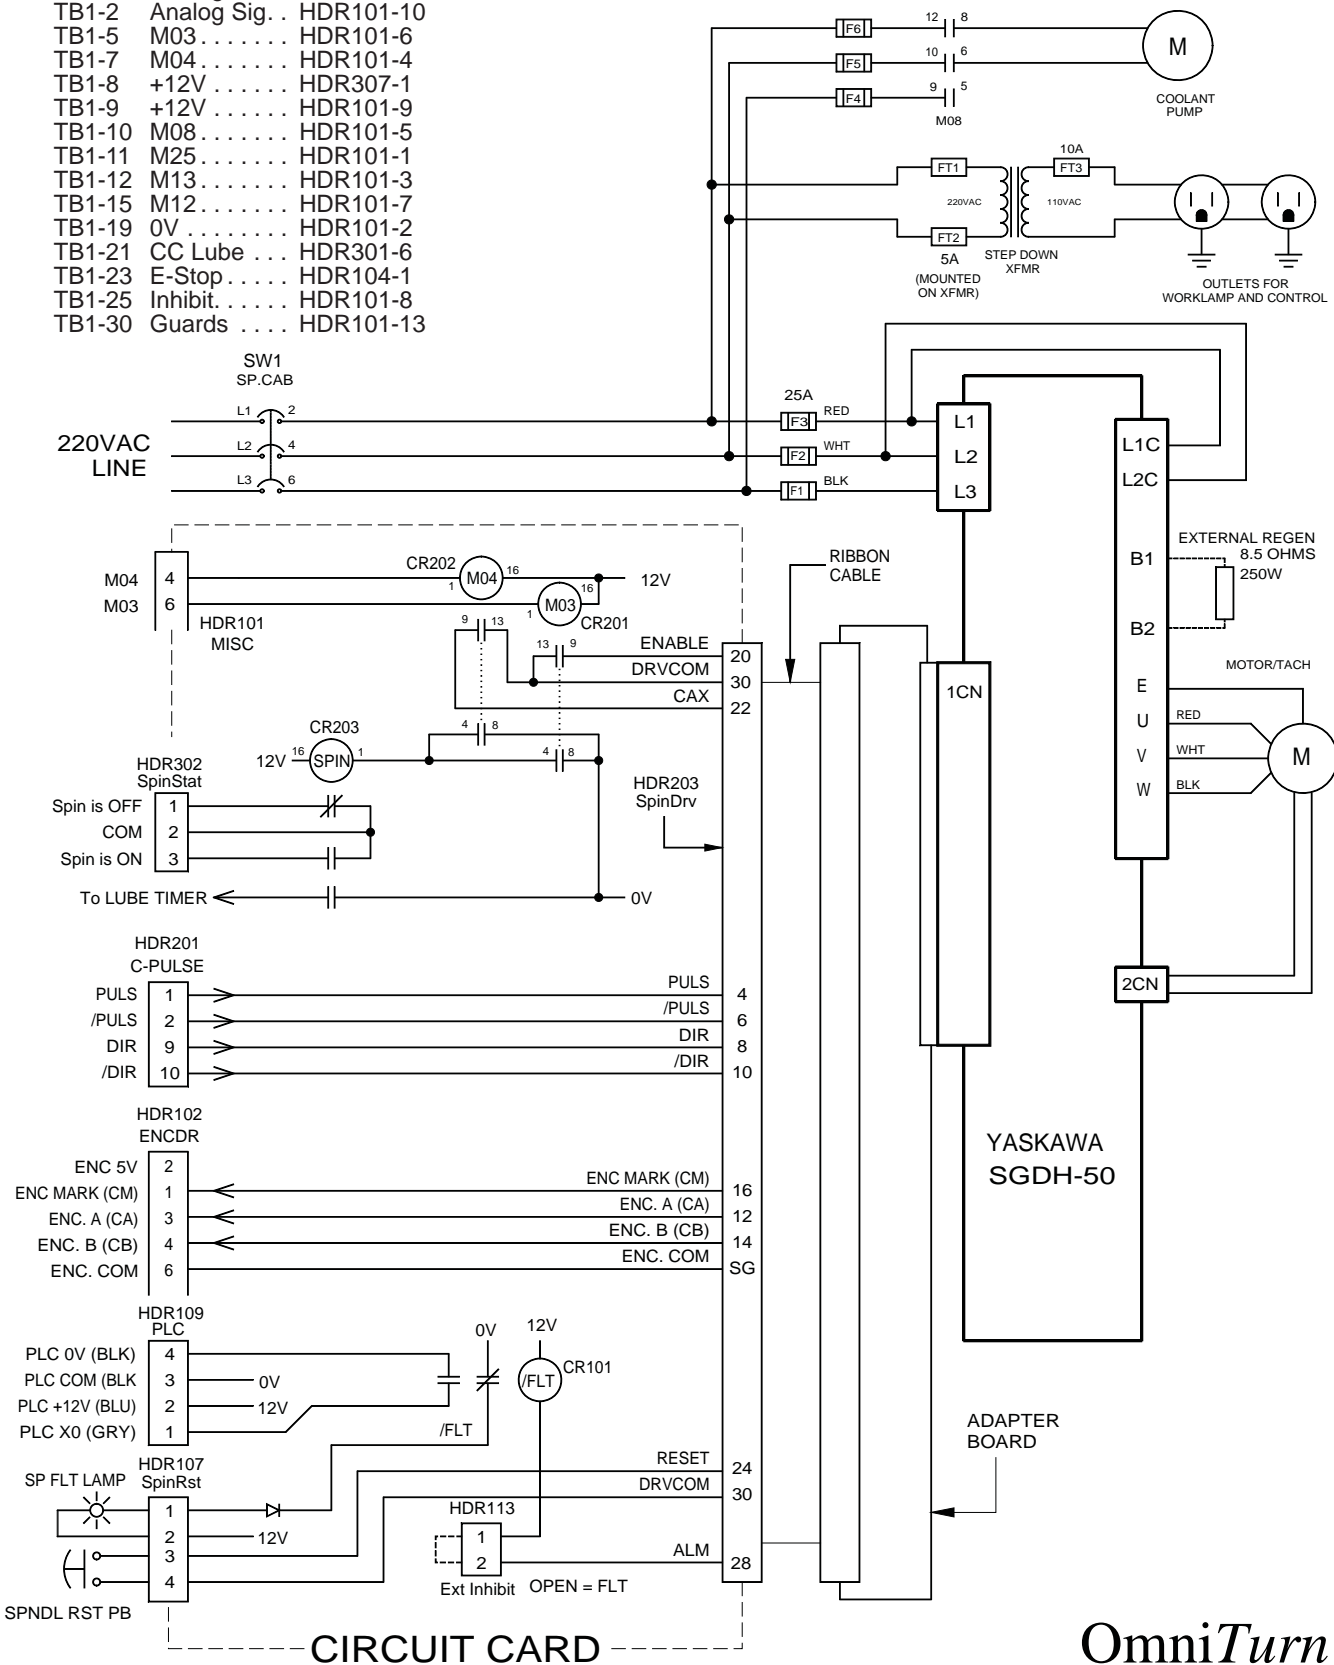 TB1-2 Analog Sig. . HDR101-10
TB1-5 M03 . . . . . . . HDR101-6
TB1-7 M04 . . . . . . . HDR101-4
TB1-8 +12V . . . . . . HDR307-1
TB1-9 +12V . . . . . . HDR101-9
TB1-10 M08 . . . . . . . HDR101-5
TB1-11 M25 . . . . . . . HDR101-1
TB1-12 M13 . . . . . . . HDR101-3
TB1-15 M12 . . . . . . . HDR101-7
TB1-19 0V . . . . . . . . HDR101-2
TB1-21 CC Lube . . . HDR301-6
TB1-23 E-Stop . . . . . HDR104-1
TB1-25 Inhibit. . . . . . HDR101-8
TB1-30 Guards . . . . HDR101-13
F6 12 8
F5 10 6
F4 9 5
M08
M
COOLANT
PUMP
FT1
220VAC
FT2
5A
(MOUNTED
ON XFMR)
10A
FT3
110VAC
STEP DOWN
XFMR
OUTLETS FOR
WORKLAMP AND CONTROL
SW1
SP.CAB
220VAC
LINE
L1 2
L2 4
L3 6
25A
F3 RED
F2 WHT
F1 BLK
L1
L2
L3
L1C
L2C
B1
B2
E
U
V
W
EXTERNAL REGEN
8.5 OHMS
250W
MOTOR/TACH
RED
WHT
BLK
M
2CN
1CN
YASKAWA
SGDH-50
RIBBON
CABLE
M04 4
M03 6
HDR101
MISC
CR202
1 M04 16
12V
1 M03 16
CR201
9 13
13 9
ENABLE 20
DRVCOM 30
CAX 22
4 8
4 8
CR203
12V 16 SPIN 1
HDR302
SpinStat
Spin is OFF 1
COM 2
Spin is ON 3
To LUBE TIMER
0V
HDR203
SpinDrv
HDR201
C-PULSE
PULS 1 PULS 4
/PULS 2 /PULS 6
DIR 9 DIR 8
/DIR 10 /DIR 10
HDR102
ENCDR
ENC 5V 2
ENC MARK (CM) 1 ENC MARK (CM) 16
ENC. A (CA) 3 ENC. A (CA) 12
ENC. B (CB) 4 ENC. B (CB) 14
ENC. COM 6 ENC. COM SG
HDR109
PLC
PLC 0V (BLK) 4
PLC COM (BLK 3 0V
PLC +12V (BLU) 2 12V
PLC X0 (GRY) 1
0V
12V
/FLT
CR101
/FLT
HDR107
SpinRst
SP FLT LAMP
1
2 12V
3
4
SPNDL RST PB
RESET 24
DRVCOM 30
HDR113
1
2
Ext Inhibit
OPEN = FLT
ALM 28
ADAPTER
BOARD
CIRCUIT CARD
OmniTurn